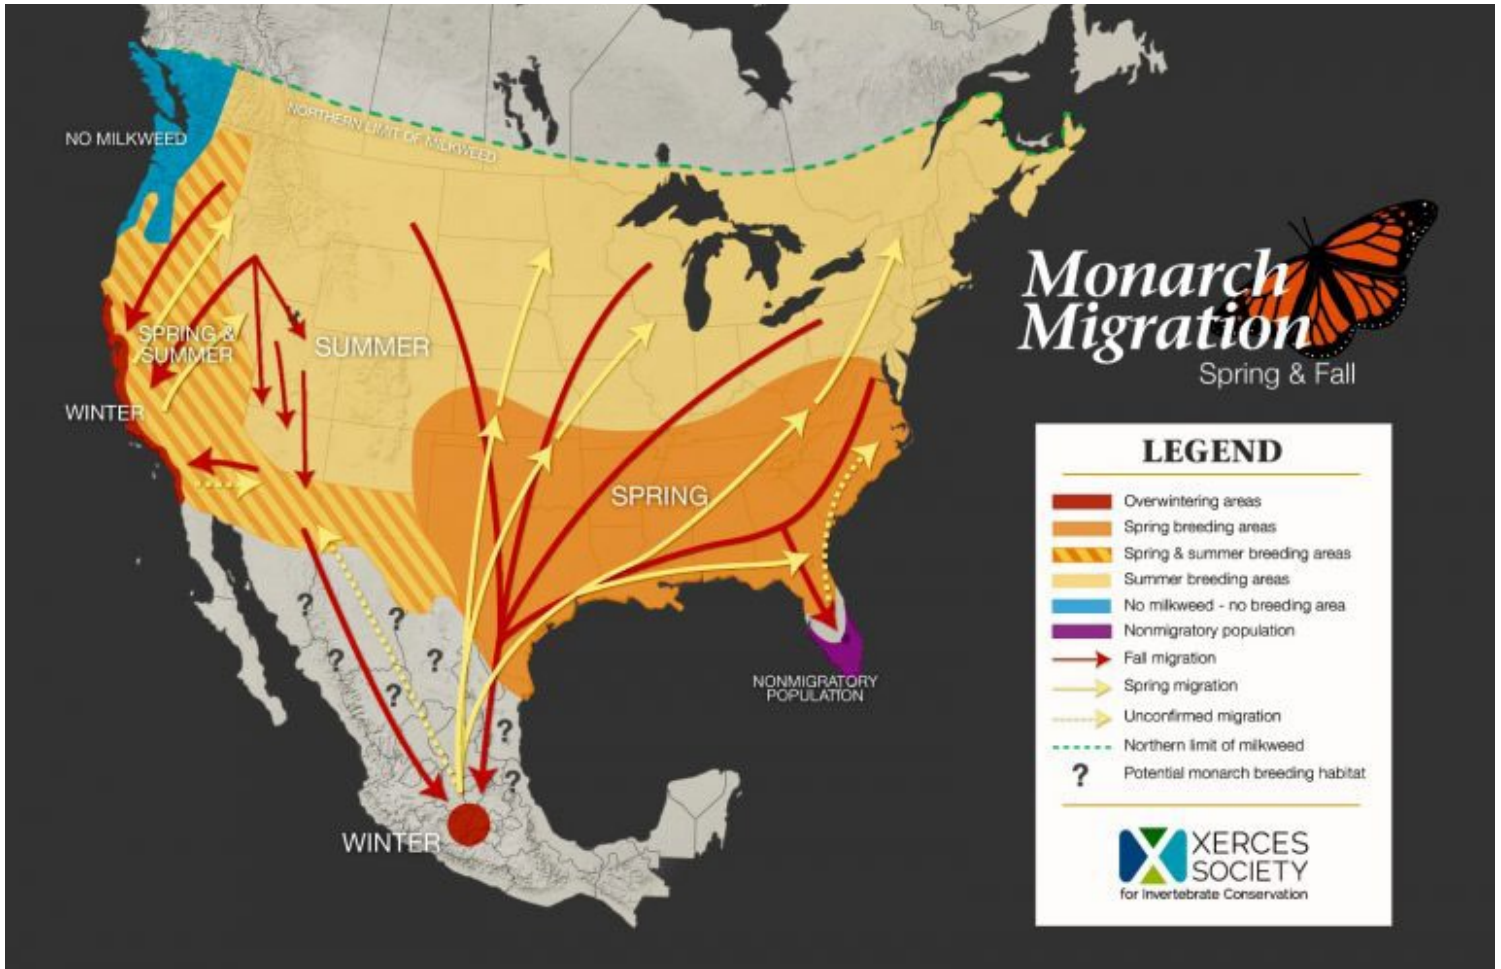 NO MILKWEED
NORTHERN LIMIT OF MILKWEED
Monarch
Migration
Spring & Fall
SPRING &
SUMMER
SUMMER
WINTER
SPRING
?
?
?
?
?
?
?
NONMIGRATORY
POPULATION
WINTER
LEGEND
Overwintering areas
Spring breeding areas
Spring & summer breeding areas
Summer breeding areas
No milkweed - no breeding area
Nonmigratory population
Fall migration
Spring migration
Unconfirmed migration
Northern limit of milkweed
? Potential monarch breeding habitat
XERCES
SOCIETY
for Invertebrate Conservation